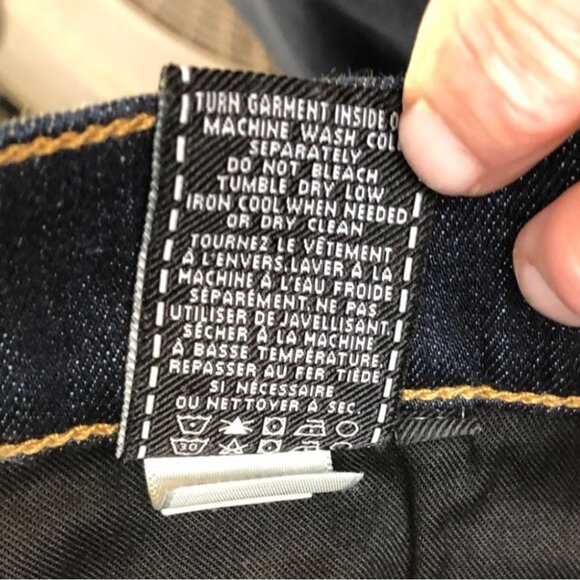 TURN GARMENT INSIDE O
MACHINE WASH COL
SEPARATELY
DO NOT BLEACH
TUMBLE DRY LOW
IRON COOL WHEN NEEDED
OR DRY CLEAN
TOURNEZ LE VÊTEMENT
À L'ENVERS.LAVER À LA
MACHINE À L'EAU FROIDE
SÉPARÉMENT. NE PAS
UTILISER DE JAVELLISANT.
SÉCHER À LA MACHINE
À BASSE TEMPÉRATURE.
REPASSER AU FER TIÈDE
SI NÉCESSAIRE
OU NETTOYER À SEC.
30